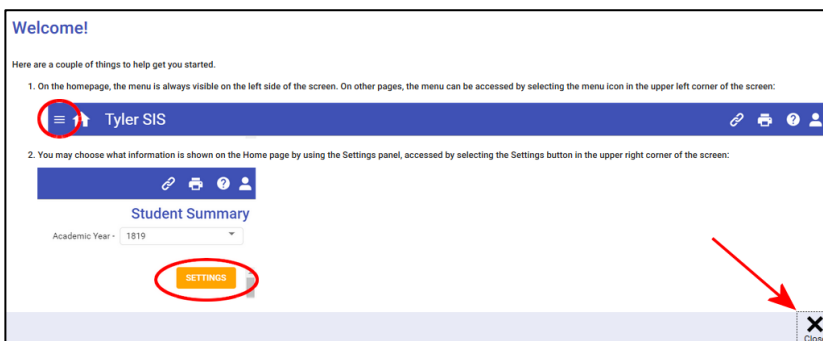 Welcome!
Here are a couple of things to help get you started.
1. On the homepage, the menu is always visible on the left side of the screen. On other pages, the menu can be accessed by selecting the menu icon in the upper left corner of the screen:
Tyler SIS
2. You may choose what information is shown on the Home page by using the Settings panel, accessed by selecting the Settings button in the upper right corner of the screen:
Student Summary
Academic Year - 1819
SETTINGS
Close